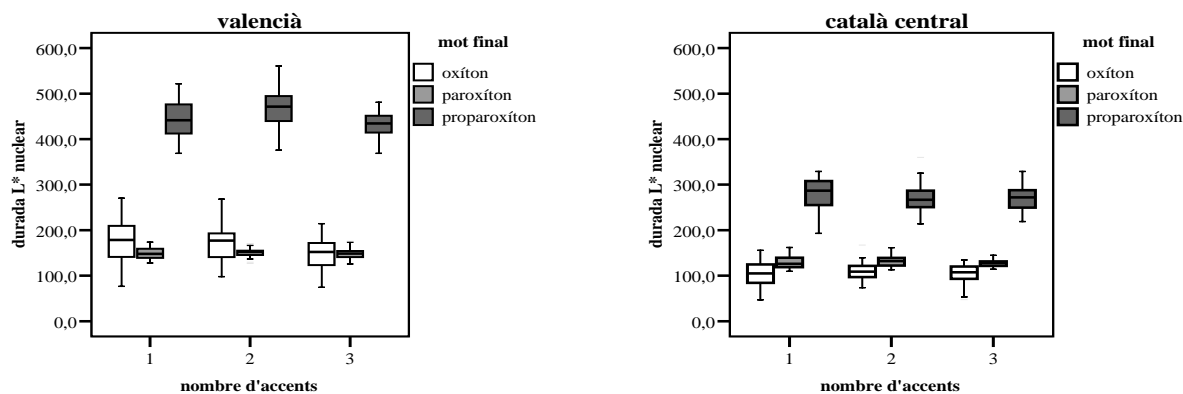 valencià
600,0
500,0
400,0
300,0
200,0
100,0
0,0
durada L* nuclear
1 2 3
nombre d'accents
mot final
oxíton
paroxíton
proparoxíton
català central
600,0
500,0
400,0
300,0
200,0
100,0
0,0
durada L* nuclear
1 2 3
nombre d'accents
mot final
oxíton
paroxíton
proparoxíton